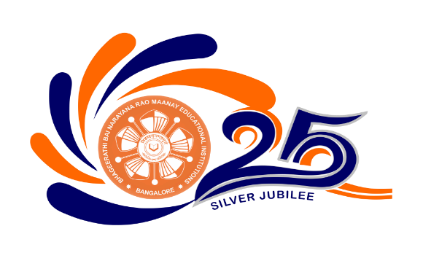 BHAGEERATHI BAI NARAYANA RAO MAANAY EDUCATIONAL INSTITUTIONS
BANGALORE
25
SILVER JUBILEE